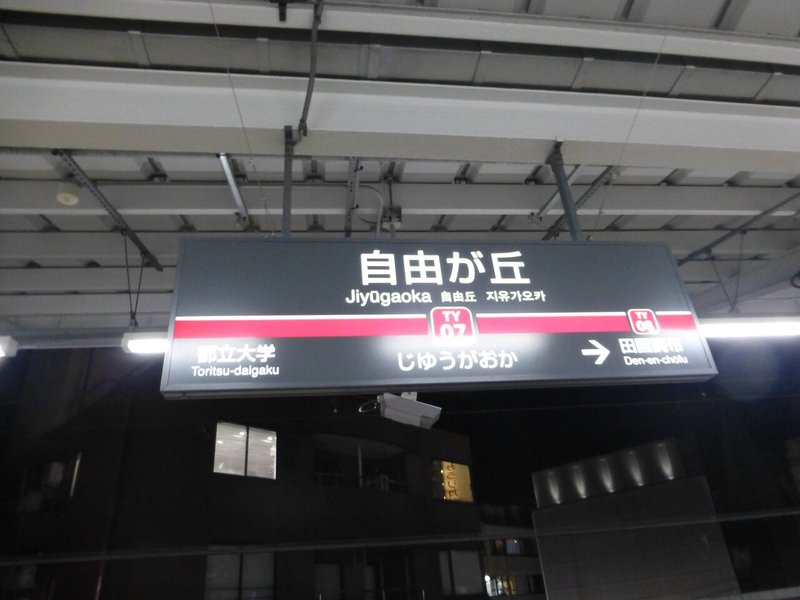 自由が丘
Jiyūgaoka 自由丘 지유가오카
TY
07
TY
08
都立大学
Toritsu-daigaku
じゆうがおか
→ 田園調布
Den-en-chōfu